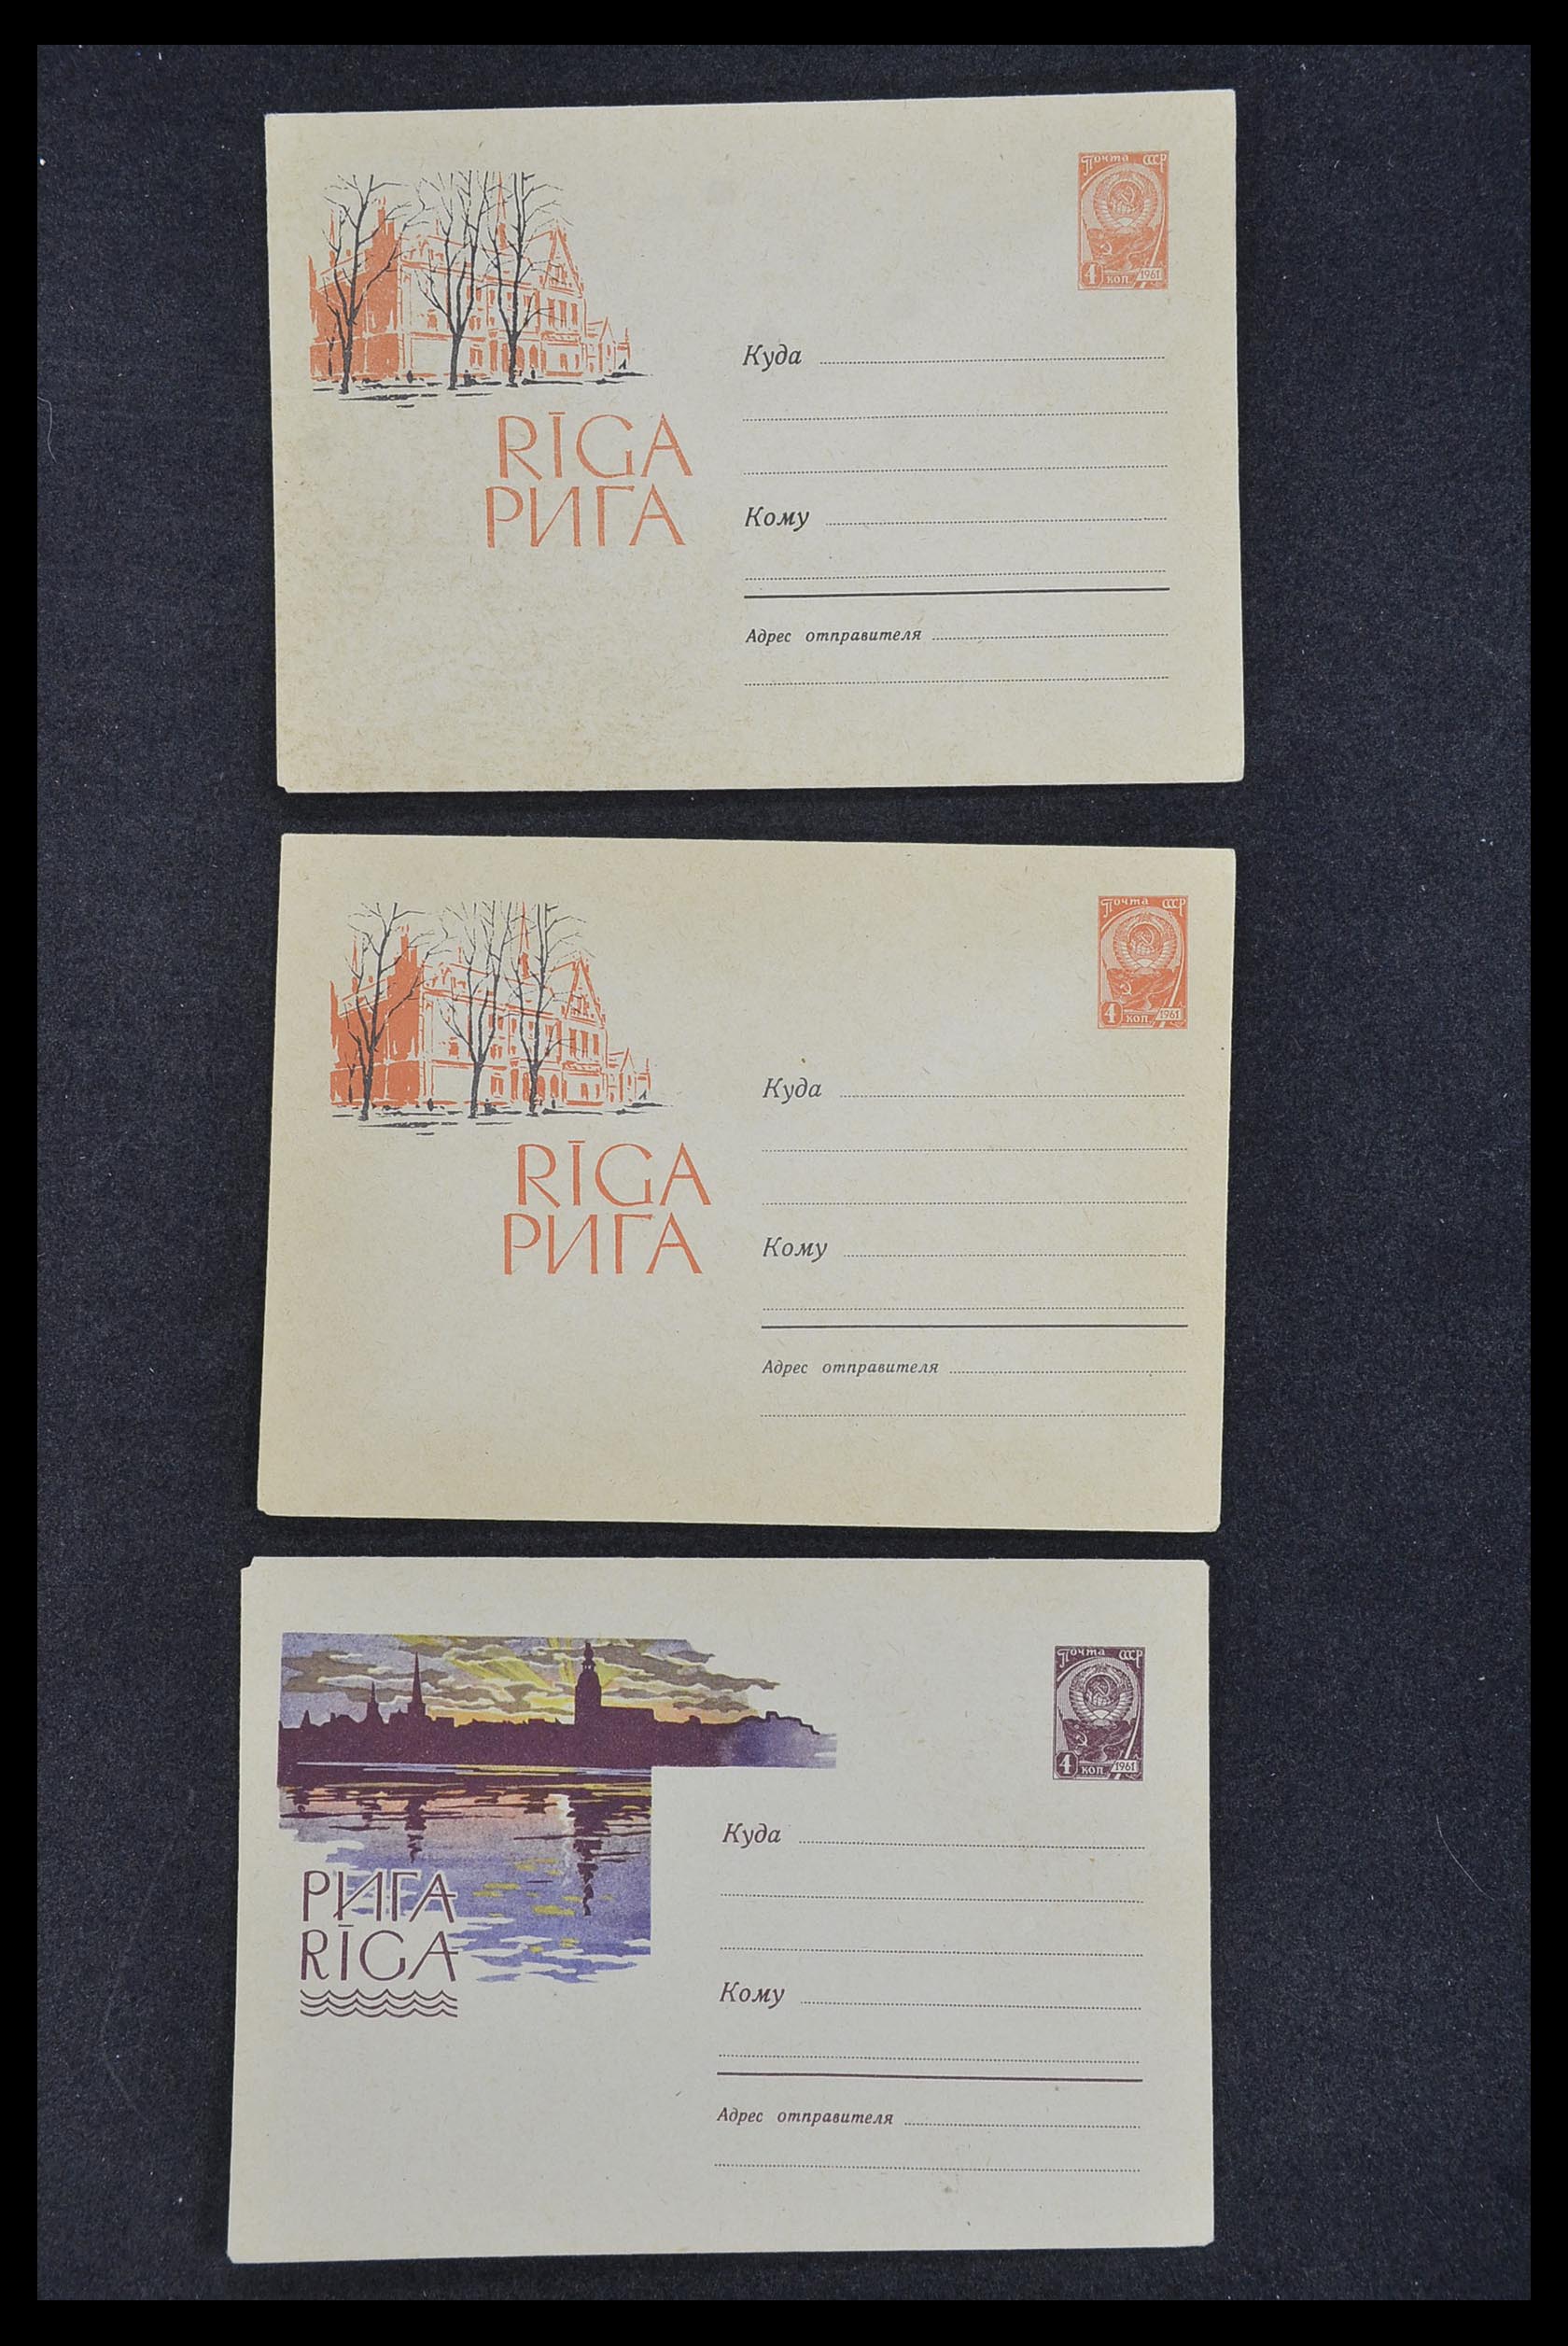 Почта СССР
4 коп. 1961
Куда
RĪGA
РИГА
Кому
Адрес отправителя
Почта СССР
4 коп. 1961
Куда
RĪGA
РИГА
Кому
Адрес отправителя
Почта СССР
4 коп. 1961
Куда
РИГА
RĪGA
Кому
Адрес отправителя